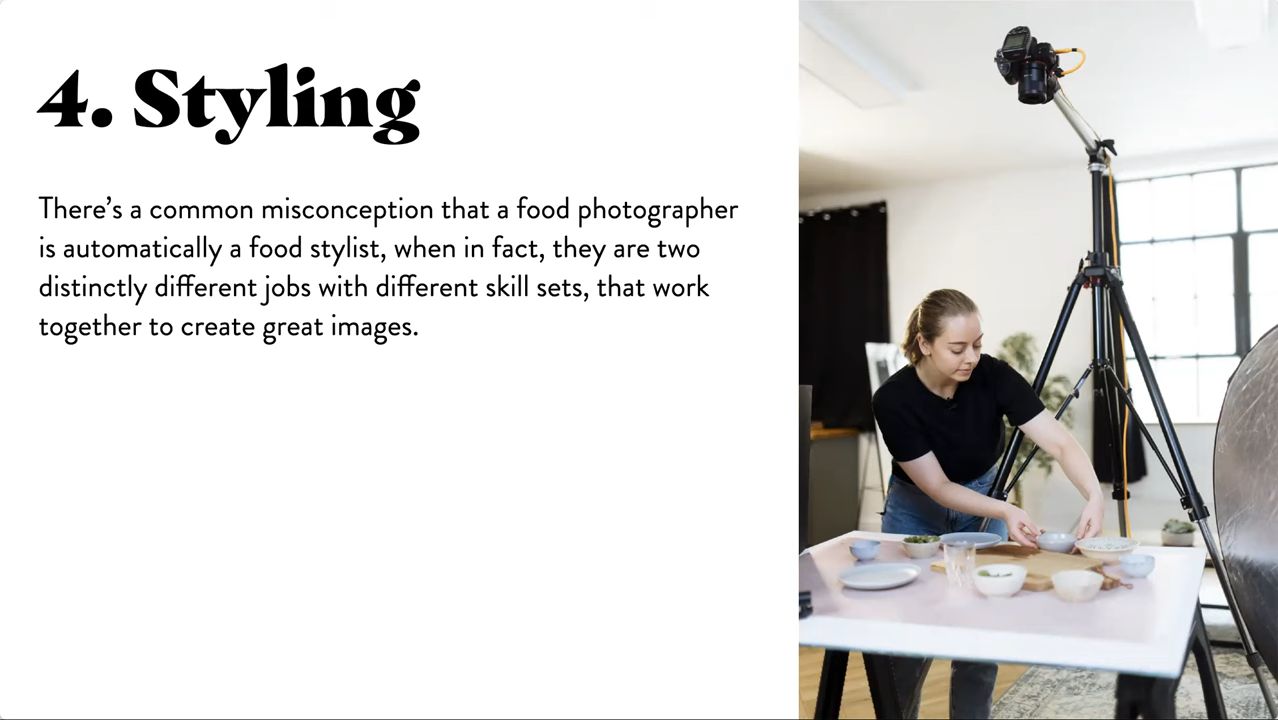 4. Styling
There’s a common misconception that a food photographer
is automatically a food stylist, when in fact, they are two
distinctly different jobs with different skill sets, that work
together to create great images.